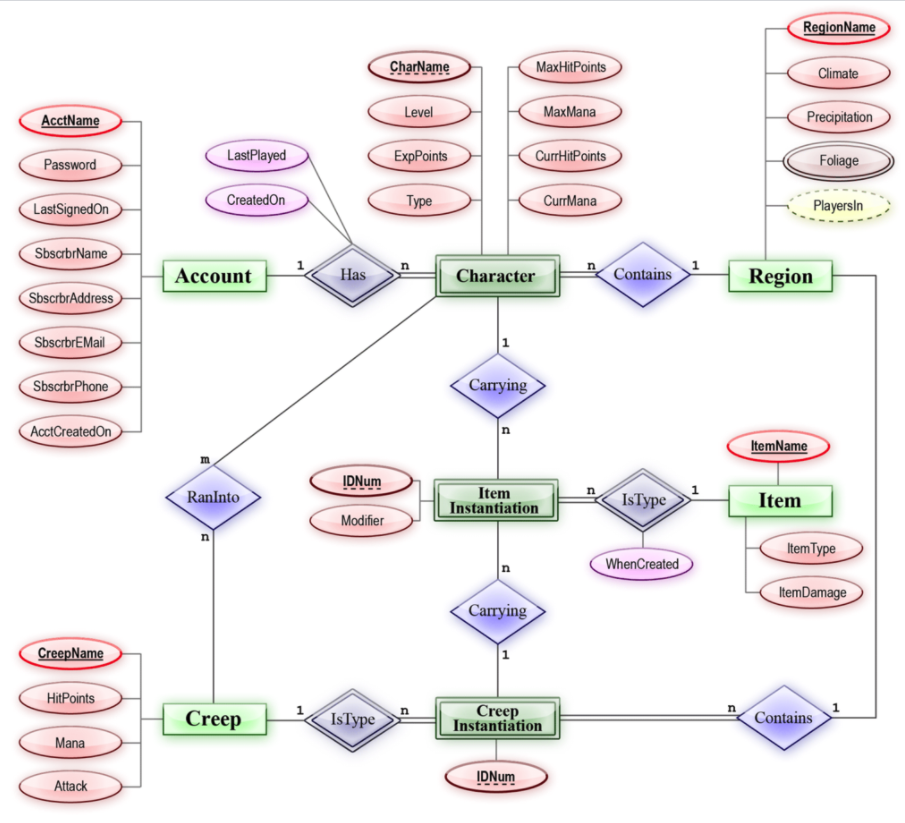 RegionName
CharName
MaxHitPoints
Climate
AcctName
Level
MaxMana
Precipitation
Password
LastPlayed
ExpPoints
CurrHitPoints
Foliage
LastSignedOn
CreatedOn
Type
CurrMana
PlayersIn
SbscrbrName
Account
1
Has
n
Character
n
Contains
1
Region
SbscrbrAddress
SbscrbrEMail
1
SbscrbrPhone
Carrying
AcctCreatedOn
n
m
ItemName
RanInto
IDNum
Modifier
Item
Instantiation
n
IsType
1
Item
n
WhenCreated
ItemType
n
ItemDamage
Carrying
CreepName
1
HitPoints
Creep
1
IsType
n
Creep
Instantiation
n
Contains
1
Mana
Attack
IDNum